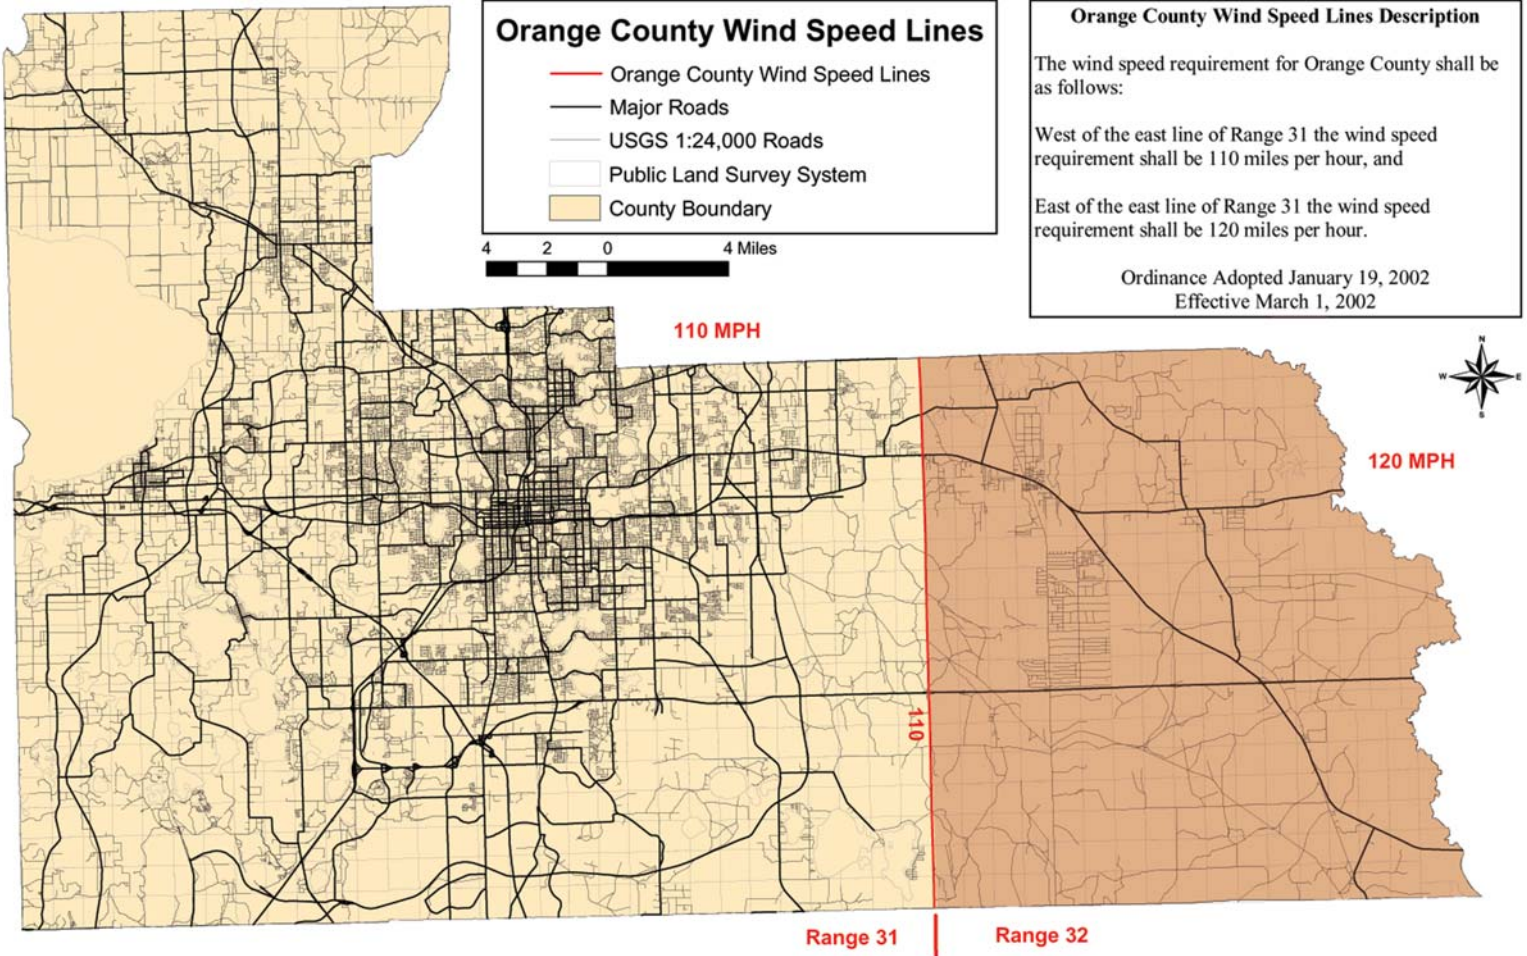 Orange County Wind Speed Lines
Orange County Wind Speed Lines
Major Roads
USGS 1:24,000 Roads
Public Land Survey System
County Boundary
4 2 0 4 Miles
Orange County Wind Speed Lines Description
The wind speed requirement for Orange County shall be
as follows:
West of the east line of Range 31 the wind speed
requirement shall be 110 miles per hour, and
East of the east line of Range 31 the wind speed
requirement shall be 120 miles per hour.
Ordinance Adopted January 19, 2002
Effective March 1, 2002
110 MPH
N
W E
S
120 MPH
110
Range 31 Range 32